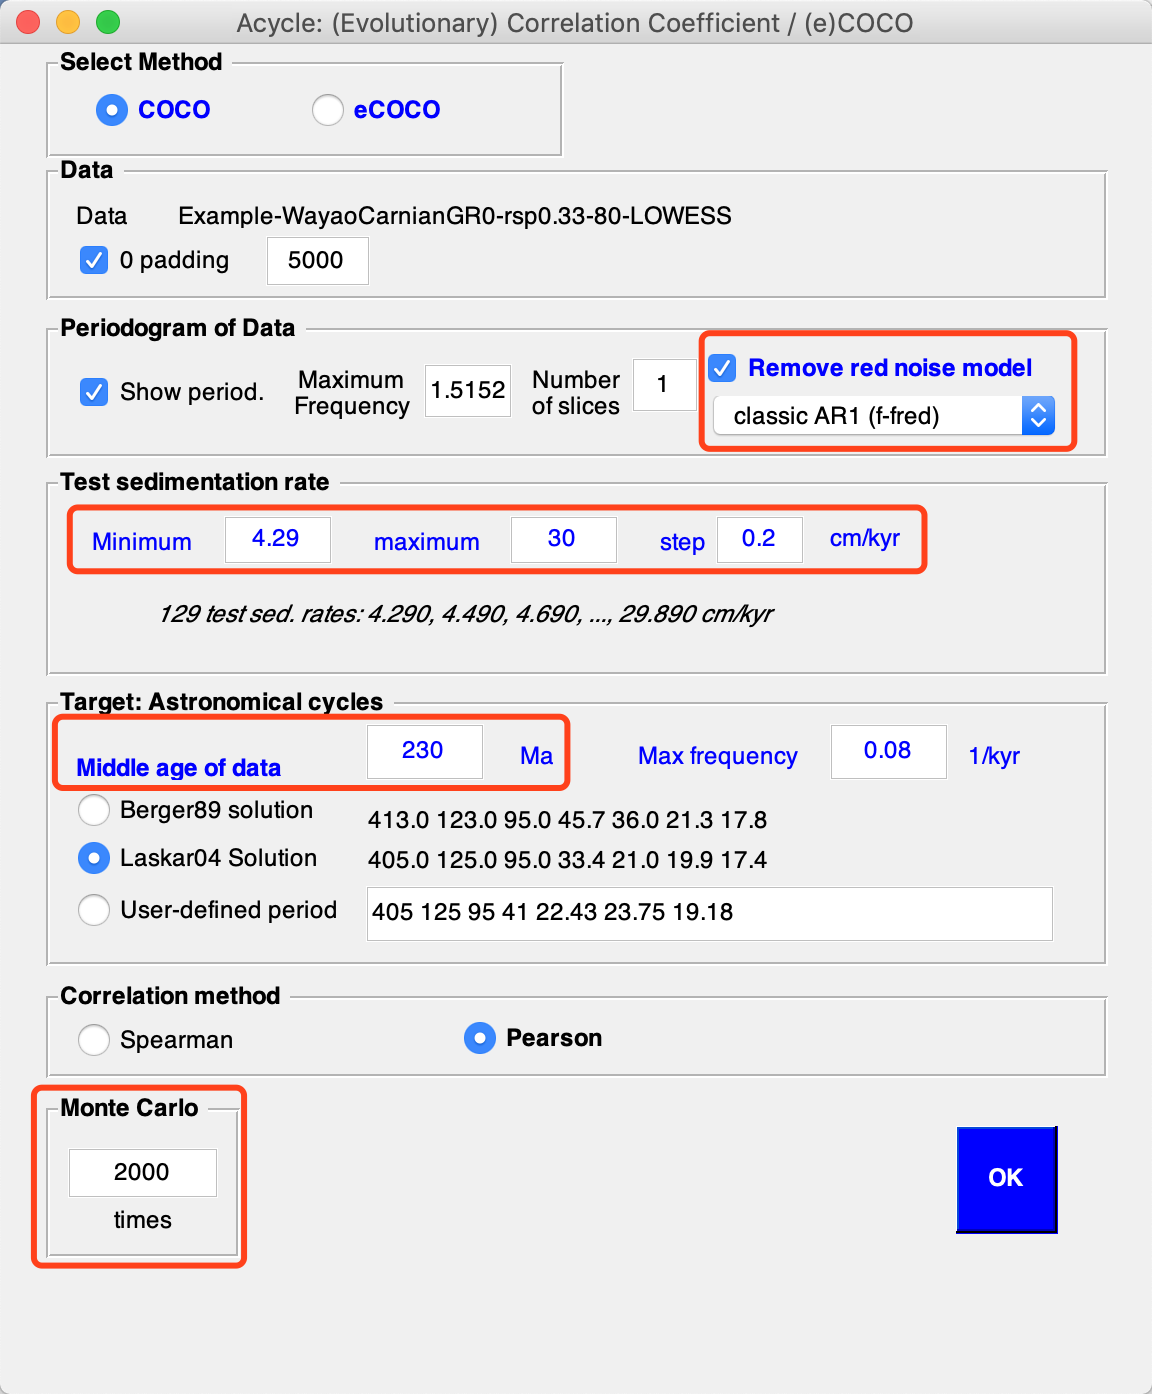 Acycle: (Evolutionary) Correlation Coefficient / (e)COCO
Select Method
COCO eCOCO
Data
Data Example-WayaoCarnianGR0-rsp0.33-80-LOWESS
0 padding 5000
Periodogram of Data
Show period. Maximum Frequency 1.5152 Number of slices 1 Remove red noise model
classic AR1 (f-fred)
Test sedimentation rate
Minimum 4.29 maximum 30 step 0.2 cm/kyr
129 test sed. rates: 4.290, 4.490, 4.690, ..., 29.890 cm/kyr
Target: Astronomical cycles
Middle age of data 230 Ma Max frequency 0.08 1/kyr
Berger89 solution 413.0 123.0 95.0 45.7 36.0 21.3 17.8
Laskar04 Solution 405.0 125.0 95.0 33.4 21.0 19.9 17.4
User-defined period 405 125 95 41 22.43 23.75 19.18
Correlation method
Spearman Pearson
Monte Carlo
2000
times
OK